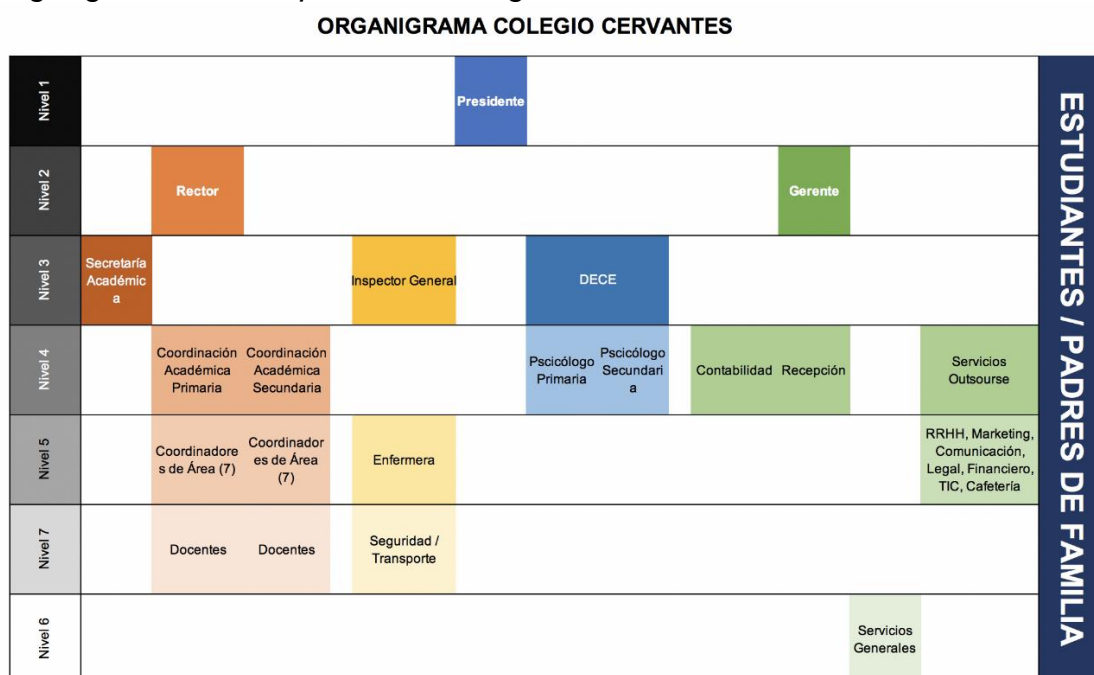 ORGANIGRAMA COLEGIO CERVANTES
Nivel 1
Presidente
Nivel 2
Rector
Gerente
Nivel 3
Secretaría
Académic
a
Inspector General
DECE
Nivel 4
Coordinación
Académica
Primaria
Coordinación
Académica
Secundaria
Pscicólogo
Primaria
Pscicólogo
Secundari
a
Contabilidad
Recepción
Servicios
Outsourse
Nivel 5
Coordinadore
s de Área (7)
Coordinador
es de Área
(7)
Enfermera
RRHH, Marketing,
Comunicación,
Legal, Financiero,
TIC, Cafetería
Nivel 7
Docentes
Docentes
Seguridad /
Transporte
Nivel 6
Servicios
Generales
ESTUDIANTES / PADRES DE FAMILIA